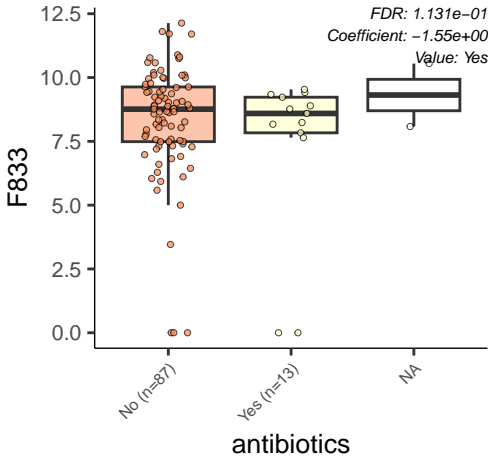 FDR: 1.131e−01
Coefficient: −1.55e+00
Value: Yes
12.5
10.0
7.5
5.0
2.5
0.0
F833
No (n=87)
Yes (n=13)
NA
antibiotics